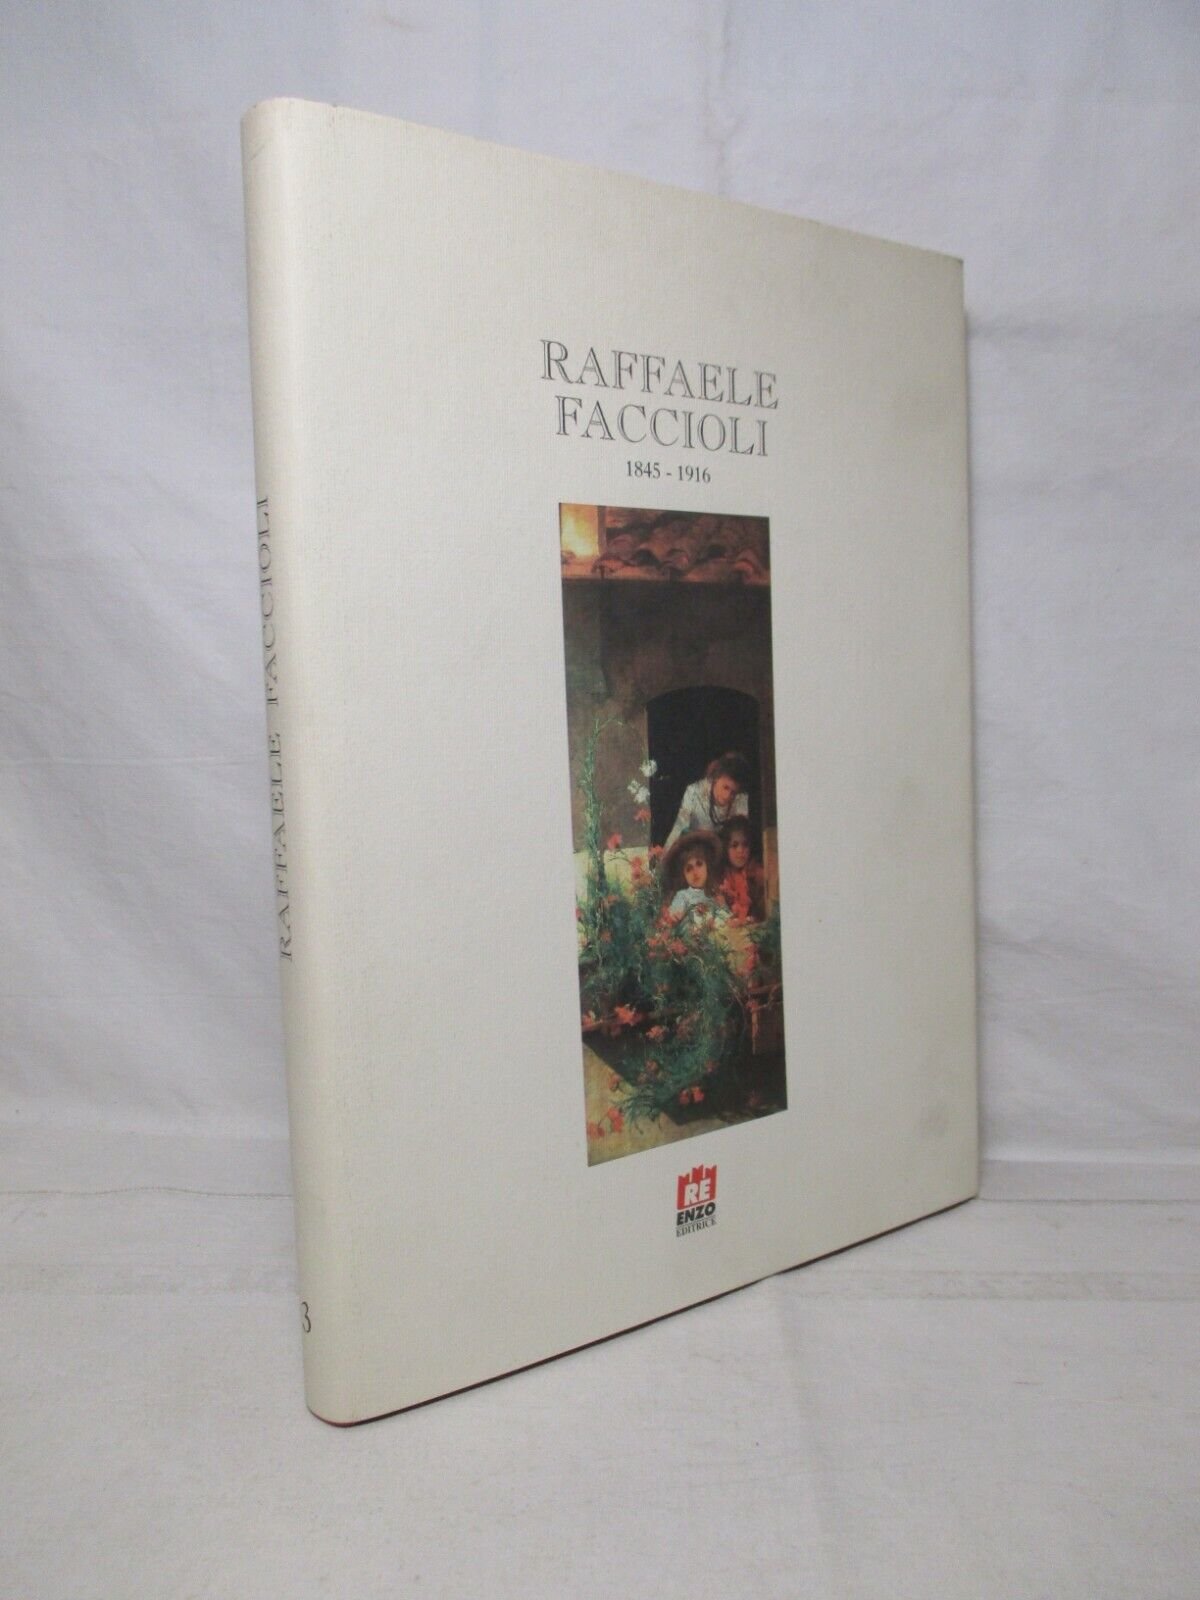 RAFFAELE
FACCIOLI
1845 - 1916
RE
ENZO
EDITRICE
RAFFAELE FACCIOLI
3